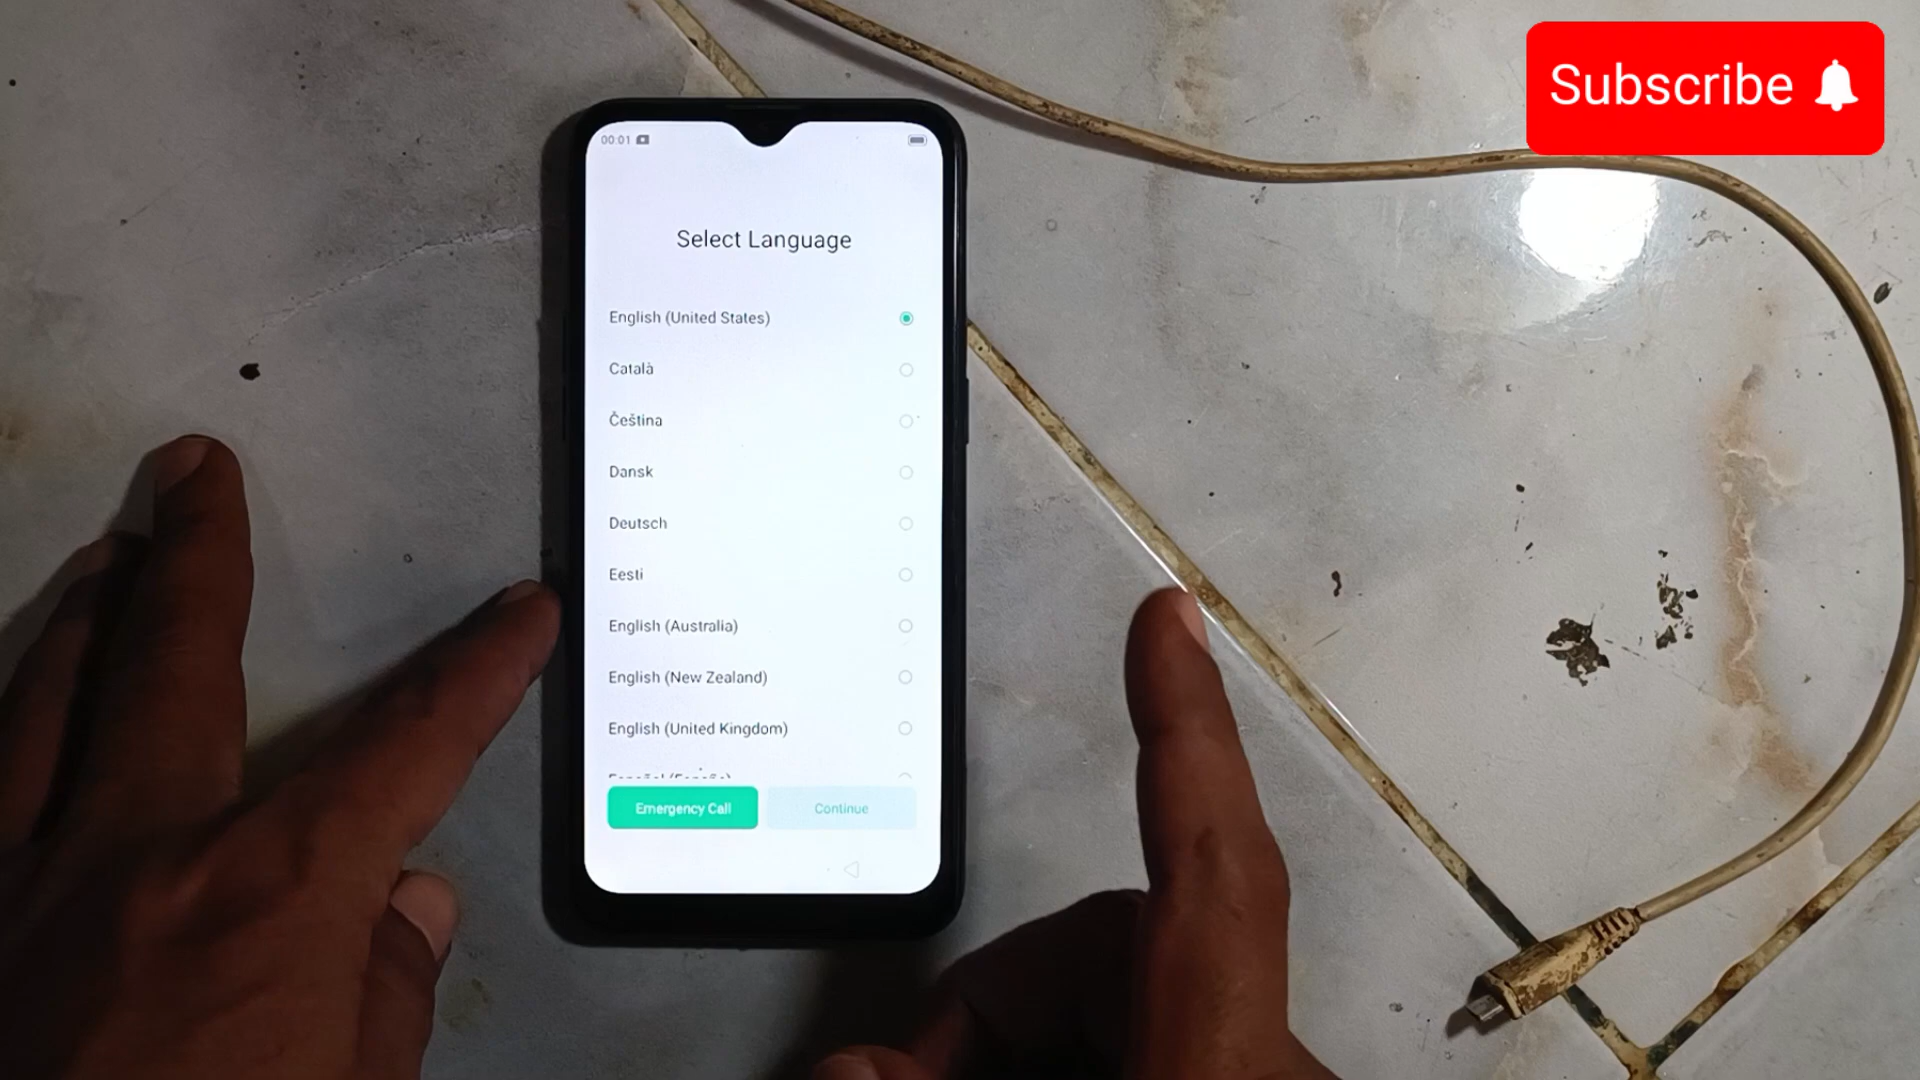 Subscribe
00:01
Select Language
English (United States)
Català
Čeština
Dansk
Deutsch
Eesti
English (Australia)
English (New Zealand)
English (United Kingdom)
Emergency Call
Continue